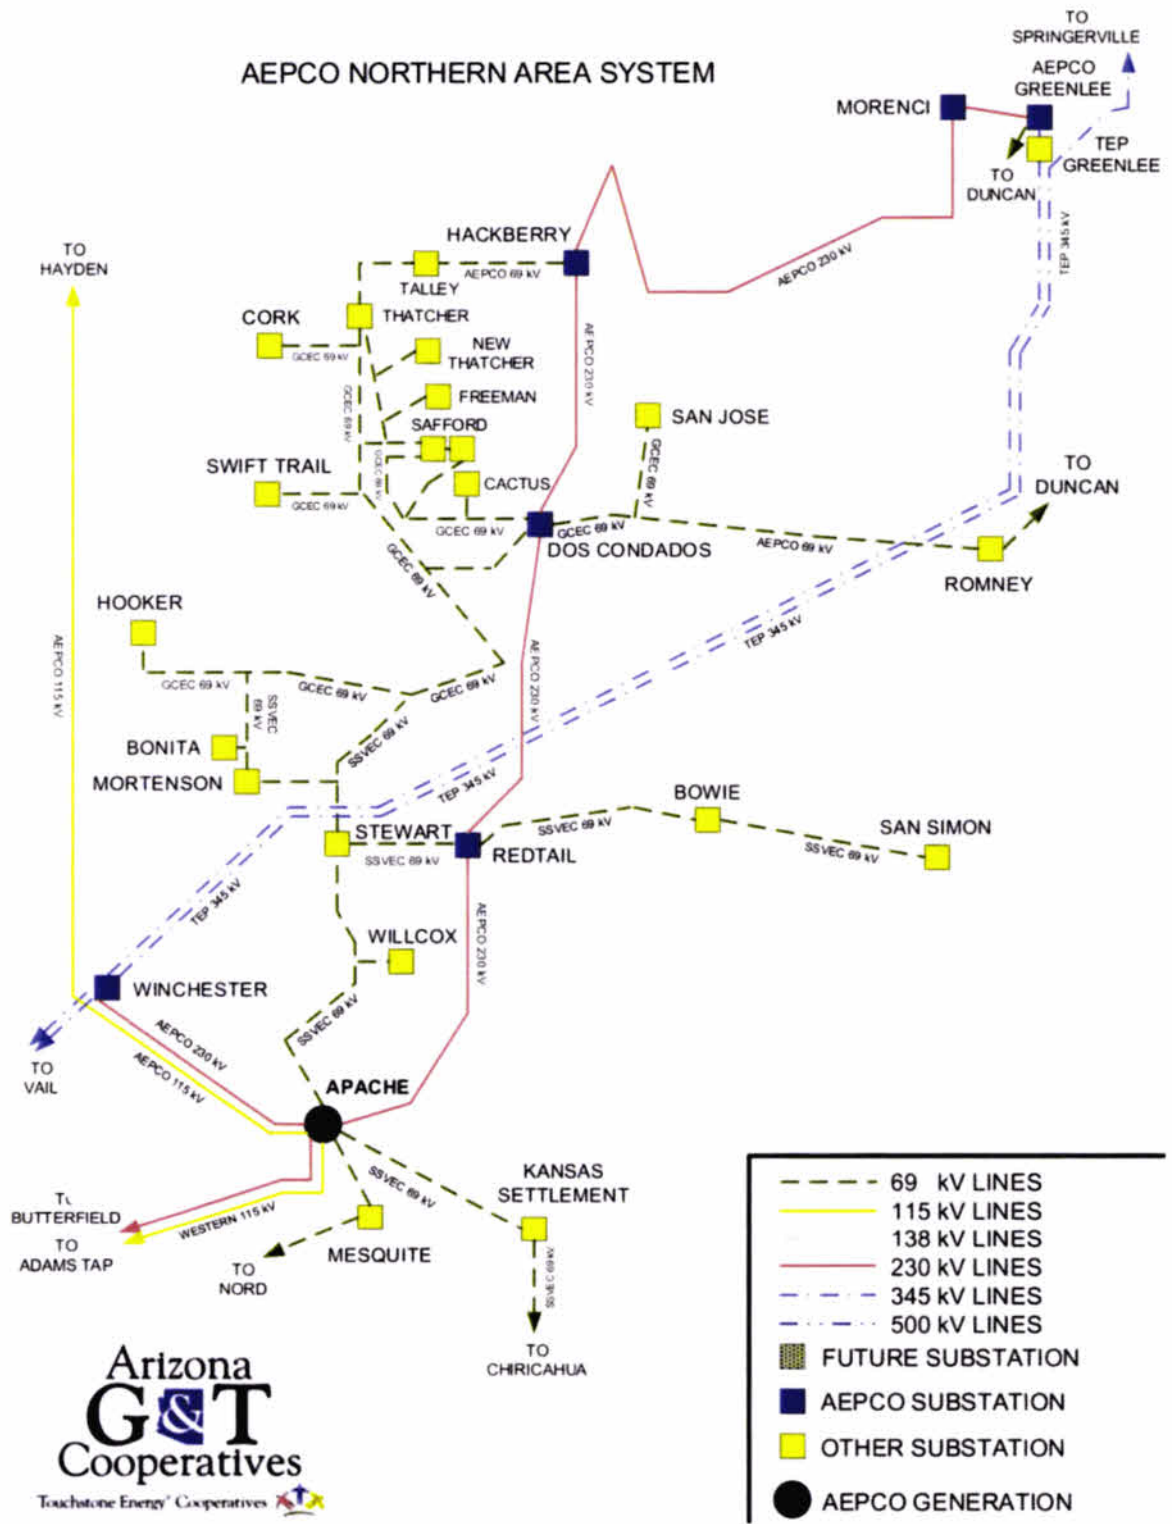 AEPCO NORTHERN AREA SYSTEM
TO
SPRINGERVILLE
AEPCO
GREENLEE
MORENCI
TEP
GREENLEE
TO
DUNCAN
TEP 345 kV
TO
HAYDEN
HACKBERRY
AEPCO 69 kV
AEPCO 230 kV
TALLEY
CORK
THATCHER
GCEC 69 kV
NEW
THATCHER
AEPCO 230 kV
GCEC 69 kV
FREEMAN
SAFFORD
SAN JOSE
GCEC 69 kV
SWIFT TRAIL
GCEC 69 kV
GCEC 69 kV
CACTUS
TO
DUNCAN
GCEC 69 kV
GCEC 69 kV
AEPCO 69 kV
DOS CONDADOS
GCEC 69 kV
ROMNEY
HOOKER
AEPCO 115 kV
GCEC 69 kV
GCEC 69 kV
GCEC 69 kV
AEPCO 230 kV
TEP 345 kV
SSVEC
69 kV
SSVEC 69 kV
BONITA
MORTENSON
TEP 345 kV
BOWIE
STEWART
SSVEC 69 kV
SAN SIMON
SSVEC 69 kV
REDTAIL
SSVEC 69 kV
TEP 345 kV
AEPCO 230 kV
WILLCOX
WINCHESTER
SSVEC 69 kV
AEPCO 230 kV
AEPCO 115 kV
TO
VAIL
APACHE
SSVEC 69 kV
KANSAS
SETTLEMENT
BUTTERFIELD
WESTERN 115 kV
TO
ADAMS TAP
TO
NORD
MESQUITE
SSVEC 69 kV
TO
CHIRICAHUA
69 kV LINES
115 kV LINES
138 kV LINES
230 kV LINES
345 kV LINES
500 kV LINES
FUTURE SUBSTATION
AEPCO SUBSTATION
OTHER SUBSTATION
AEPCO GENERATION
Arizona
G&T
Cooperatives
Touchstone Energy® Cooperatives